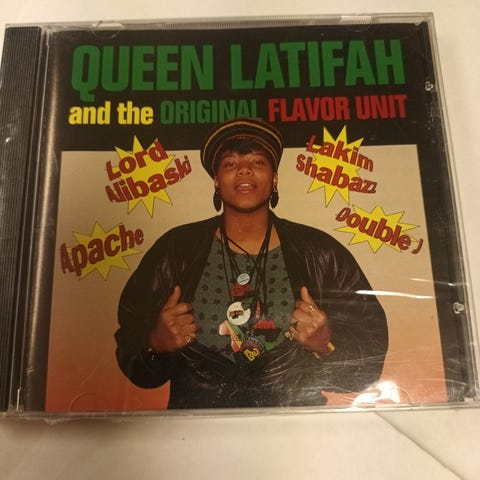 QUEEN LATIFAH
and the ORIGINAL FLAVOR UNIT
Lord
Alibaski
Lakim
Shabazz
Apache
Double J